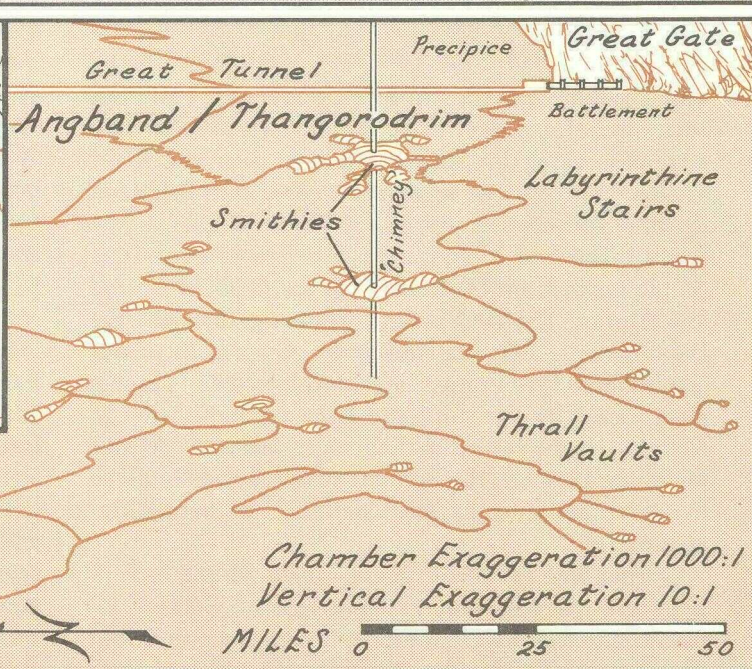 Precipice
Great Gate
Great Tunnel
Battlement
Angband / Thangorodrim
Labyrinthine
Stairs
Smithies
"Chimney"
Thrall
Vaults
Chamber Exaggeration 1000:1
Vertical Exaggeration 10:1
MILES 0 25 50